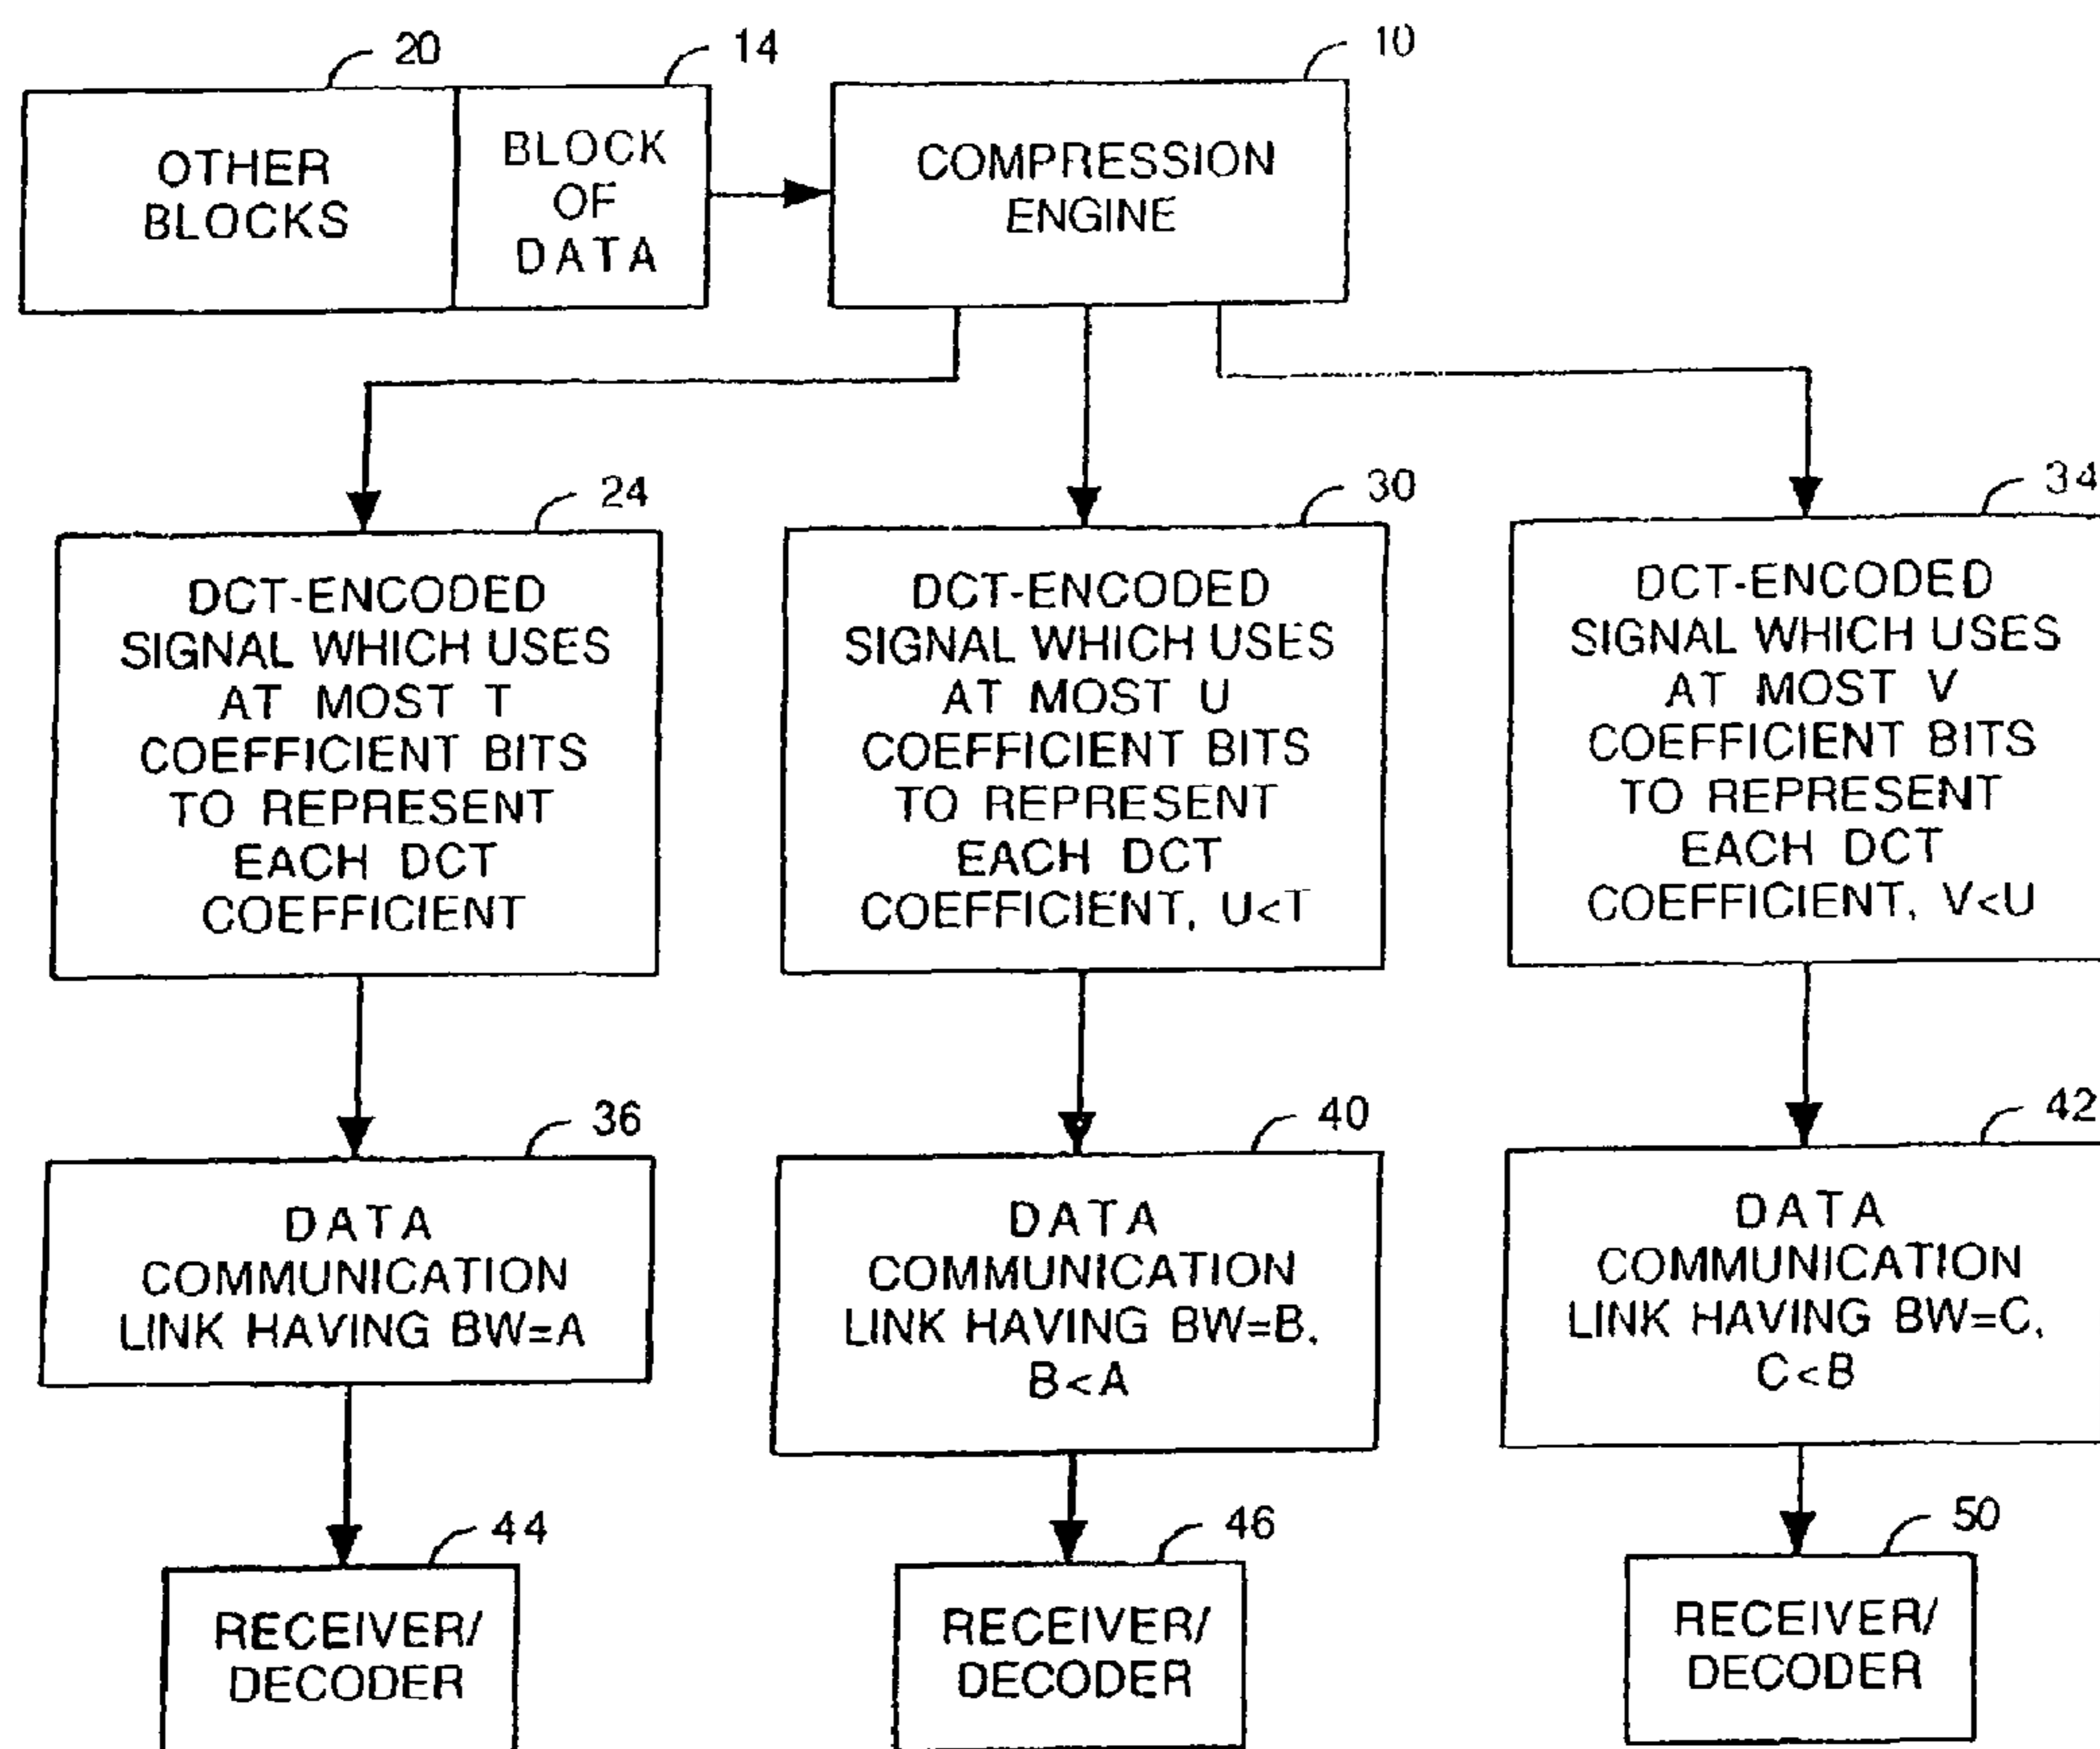 20
14
10
OTHER
BLOCKS
BLOCK
OF
DATA
COMPRESSION
ENGINE
24
30
34
DCT-ENCODED
SIGNAL WHICH USES
AT MOST T
COEFFICIENT BITS
TO REPRESENT
EACH DCT
COEFFICIENT
DCT-ENCODED
SIGNAL WHICH USES
AT MOST U
COEFFICIENT BITS
TO REPRESENT
EACH DCT
COEFFICIENT, U<T
DCT-ENCODED
SIGNAL WHICH USES
AT MOST V
COEFFICIENT BITS
TO REPRESENT
EACH DCT
COEFFICIENT, V<U
36
40
42
DATA
COMMUNICATION
LINK HAVING BW=A
DATA
COMMUNICATION
LINK HAVING BW=B,
B<A
DATA
COMMUNICATION
LINK HAVING BW=C,
C<B
44
46
50
RECEIVER/
DECODER
RECEIVER/
DECODER
RECEIVER/
DECODER